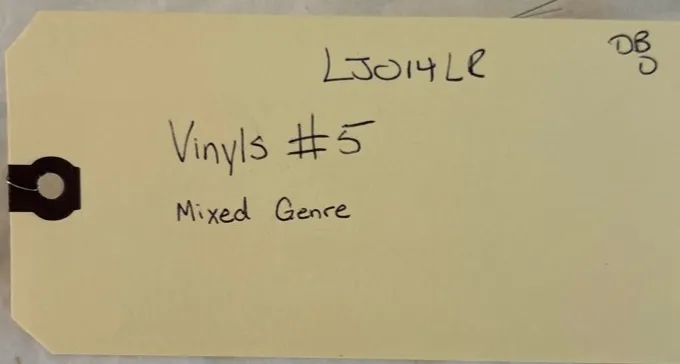 LJ014LR
DB
D
Vinyls #5
Mixed Genre